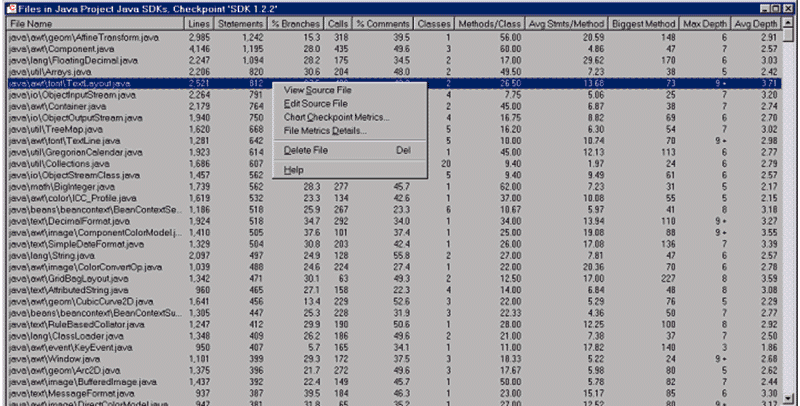 Files in Java Project Java SDKs, Checkpoint 'SDK 1.2.2'
File Name Lines Statements % Branches Calls % Comments Classes Methods/Class Avg Stmts/Method Biggest Method Max Depth Avg Depth
java\awt\geom\AffineTransform.java 2,985 1,242 15.3 318 39.5 1 56.00 20.59 148 6 2.91
java\awt\Component.java 4,146 1,195 28.0 435 49.6 3 60.00 4.86 47 7 2.57
java\lang\FloatingDecimal.java 2,247 1,094 28.2 175 34.5 2 17.00 29.62 170 6 3.03
java\util\Arrays.java 2,206 820 30.6 204 48.0 2 49.50 7.23 38 5 2.42
java\awt\font\TextLayout.java 2,521 812 2 26.50 13.68 73 9+ 3.71
java\io\ObjectInputStream.java 2,264 791 4 7.75 5.06 25 7 3.20
java\awt\Container.java 2,179 764 2 45.00 6.87 38 7 2.74
java\io\ObjectOutputStream.java 1,940 750 4 16.75 8.82 69 6 2.70
java\util\TreeMap.java 1,620 668 5 16.20 6.30 54 7 3.02
java\awt\font\TextLine.java 1,281 642 5 10.00 10.74 70 9+ 2.98
java\util\GregorianCalendar.java 1,923 614 1 45.00 12.13 113 6 2.77
java\util\Collections.java 1,686 607 20 9.40 1.97 24 6 2.79
java\io\ObjectStreamClass.java 1,457 562 5 9.40 9.49 61 6 2.57
java\math\BigInteger.java 1,739 562 28.3 277 45.7 1 62.00 7.23 31 5 2.17
java\awt\color\ICC_Profile.java 1,619 532 23.3 134 42.6 1 37.00 10.08 55 5 2.15
java\beans\beancontext\BeanContextSe... 1,186 518 25.9 267 23.3 6 10.67 5.97 41 8 3.18
java\text\DecimalFormat.java 1,924 518 34.7 292 34.0 1 34.00 13.94 110 9+ 3.27
java\awt\image\ComponentColorModel.j... 1,410 505 37.6 101 37.4 1 25.00 19.08 88 9+ 3.55
java\text\SimpleDateFormat.java 1,329 504 30.8 203 42.4 1 26.00 17.08 136 7 3.39
java\lang\String.java 2,097 497 24.9 128 55.8 2 27.00 7.81 47 6 2.57
java\awt\image\ColorConvertOp.java 1,039 488 24.6 224 27.4 1 22.00 20.36 70 6 2.78
java\awt\GridBagLayout.java 1,342 471 30.1 63 49.3 2 12.50 17.00 227 8 3.59
java\text\AttributedString.java 960 465 27.1 158 22.3 4 14.00 6.84 48 8 3.08
java\awt\geom\CubicCurve2D.java 1,641 456 13.4 229 52.6 3 22.00 5.29 76 5 2.29
java\beans\beancontext\BeanContextSu... 1,305 447 25.3 228 31.9 3 22.33 4.36 50 7 2.77
java\text\RuleBasedCollator.java 1,247 412 29.9 190 50.6 1 28.00 12.25 100 8 2.92
java\lang\ClassLoader.java 1,348 409 26.2 186 49.6 2 21.00 7.38 37 7 2.50
java\awt\event\KeyEvent.java 950 407 5.7 165 34.1 1 11.00 17.82 140 3 1.86
java\awt\Window.java 1,101 399 29.3 172 37.5 3 18.33 5.22 24 9+ 2.68
java\awt\geom\Arc2D.java 1,375 396 21.7 272 49.6 3 17.67 5.98 80 5 2.62
java\awt\image\BufferedImage.java 1,437 392 22.4 149 45.7 1 50.00 5.78 82 7 2.44
java\text\MessageFormat.java 937 387 39.5 184 46.3 1 23.00 15.17 85 6 3.30
java\awt\image\DirectColorModel.java 947 381 31.8 65 35.2 1 27.00 12.52 80 9+ 3.12
View Source File
Edit Source File
Chart Checkpoint Metrics...
File Metrics Details...
Delete File Del
Help